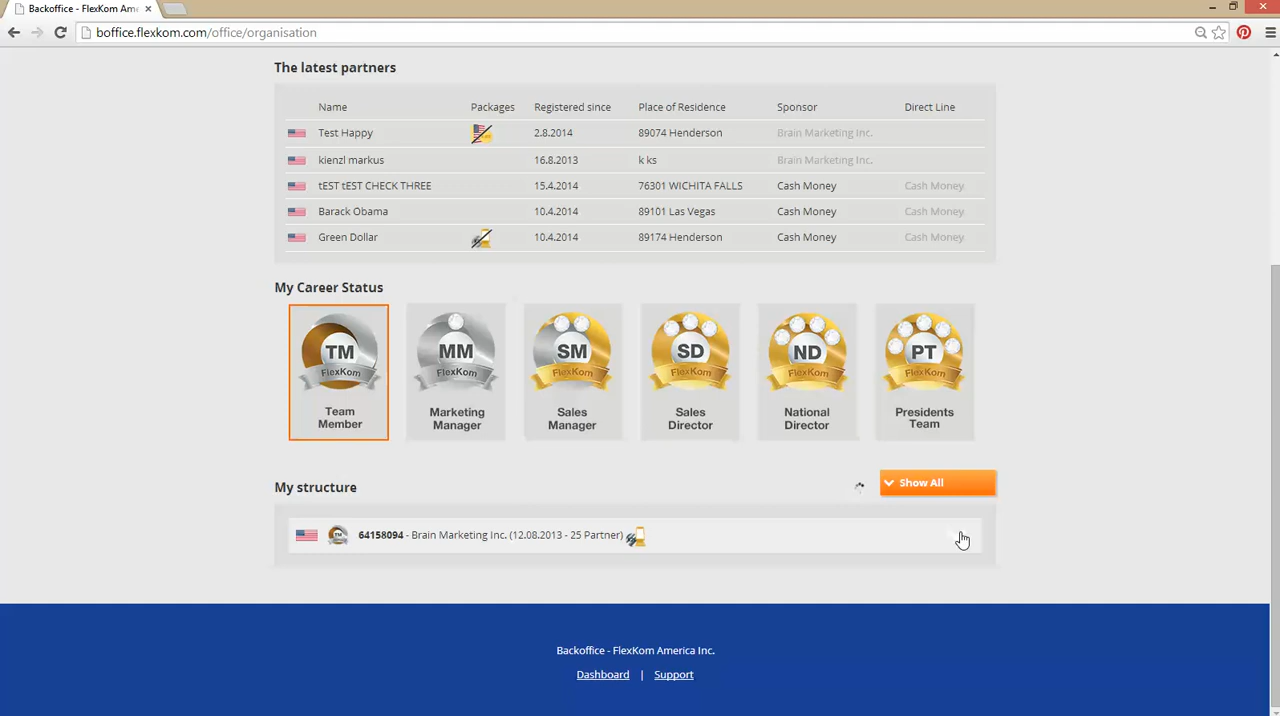 Backoffice - FlexKom Ame
boffice.flexkom.com/office/organisation
The latest partners
Name Packages Registered since Place of Residence Sponsor Direct Line
Test Happy 2.8.2014 89074 Henderson Brain Marketing Inc.
kienzl markus 16.8.2013 k ks Brain Marketing Inc.
tEST tEST CHECK THREE 15.4.2014 76301 WICHITA FALLS Cash Money Cash Money
Barack Obama 10.4.2014 89101 Las Vegas Cash Money Cash Money
Green Dollar 10.4.2014 89174 Henderson Cash Money Cash Money
My Career Status
TM MM SM SD ND PT
FlexKom FlexKom FlexKom FlexKom FlexKom FlexKom
Team Marketing Sales Sales National Presidents
Member Manager Manager Director Director Team
My structure Show All
TM 64158094 - Brain Marketing Inc. (12.08.2013 - 25 Partner)
Backoffice - FlexKom America Inc.
Dashboard | Support